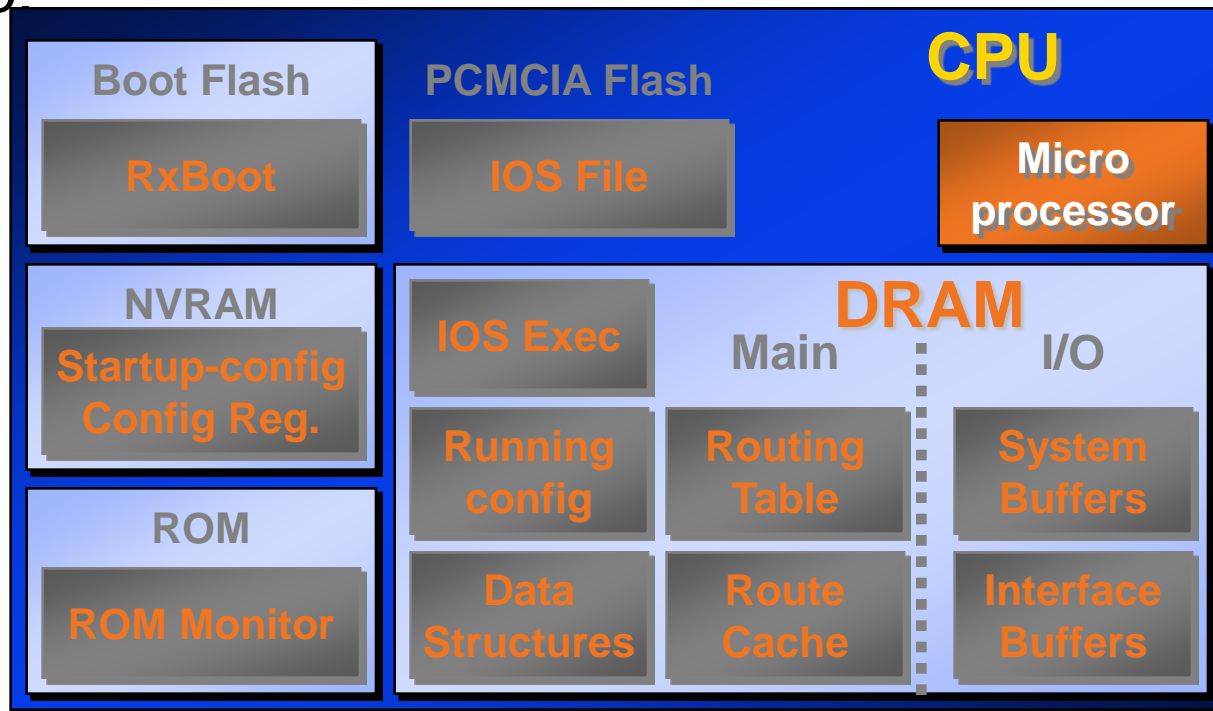 CPU
Boot Flash
RxBoot
PCMCIA Flash
IOS File
Micro
processor
NVRAM
Startup-config
Config Reg.
ROM
ROM Monitor
DRAM
Main
I/O
IOS Exec
Running
config
Routing
Table
System
Buffers
Data
Structures
Route
Cache
Interface
Buffers